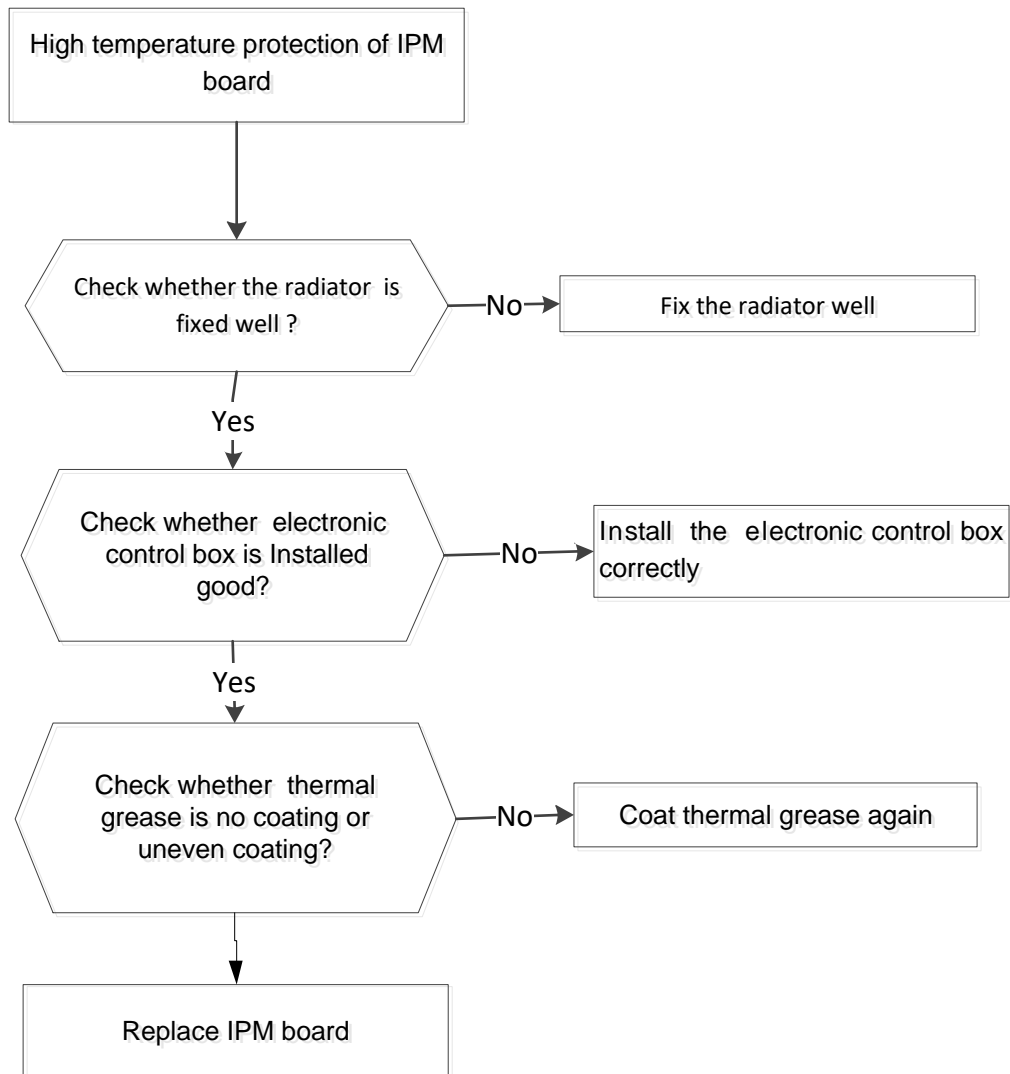 High temperature protection of IPM
board
Check whether the radiator is
fixed well ?
No
Fix the radiator well
Yes
Check whether electronic
control box is Installed
good?
No
Install the electronic control box
correctly
Yes
Check whether thermal
grease is no coating or
uneven coating?
No
Coat thermal grease again
Replace IPM board